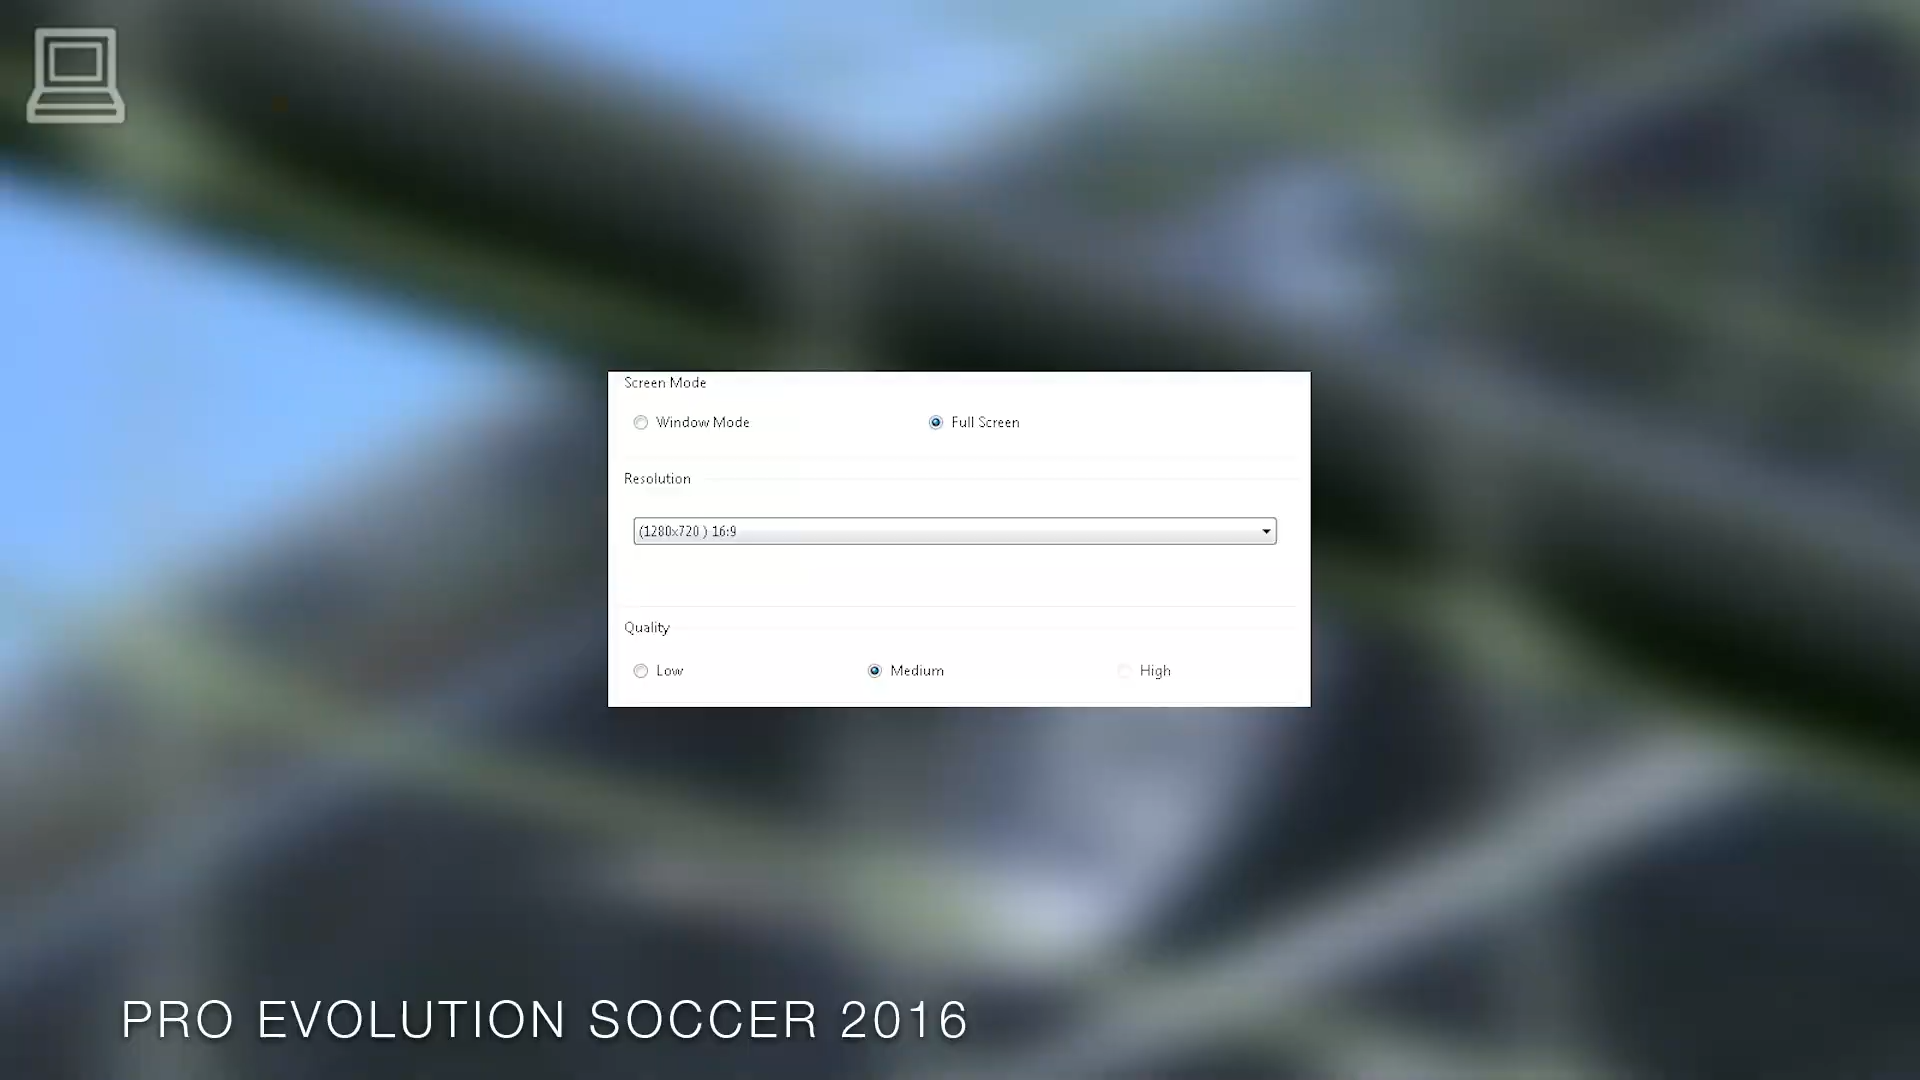 Screen Mode
Window Mode Full Screen
Resolution
(1280x720 ) 16:9
Quality
Low Medium High
PRO EVOLUTION SOCCER 2016